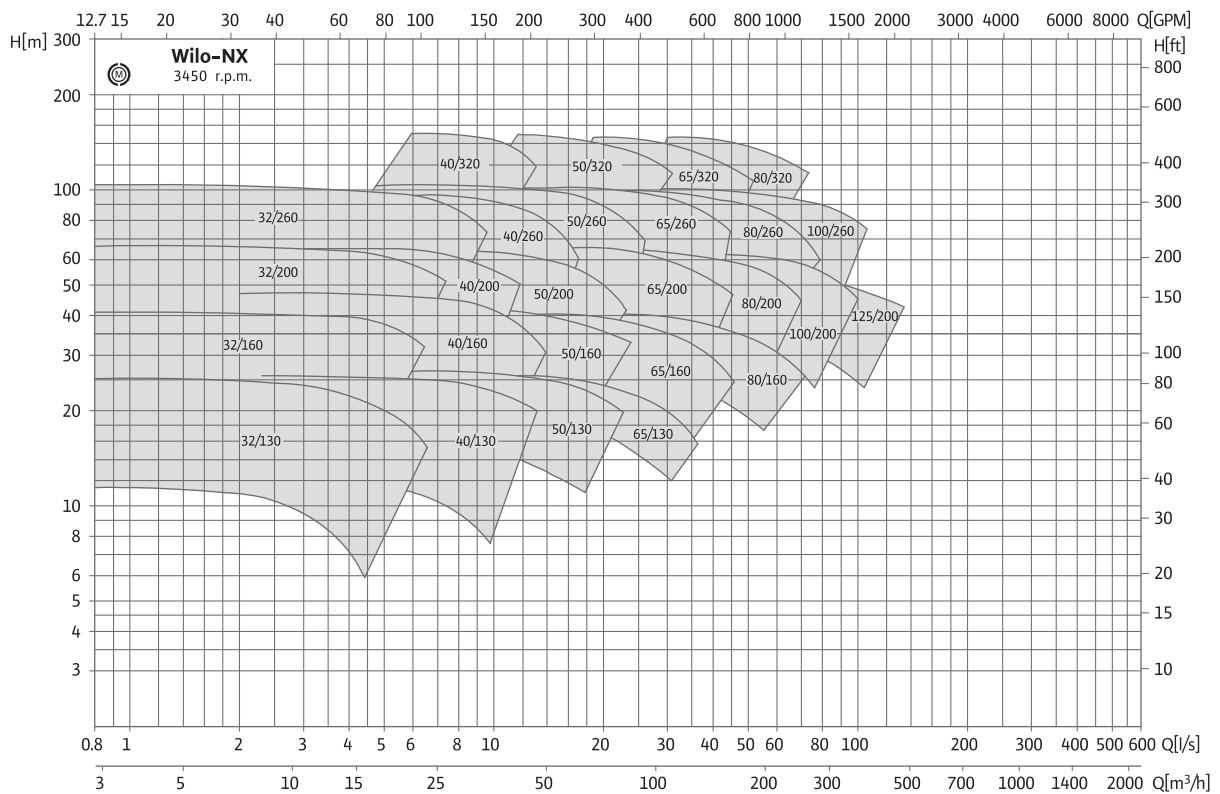 12.7 15 20 30 40 60 80 100 150 200 300 400 600 800 1000 1500 2000 3000 4000 6000 8000 Q[GPM]
H[m] 300 Wilo-NX H[ft]
3450 r.p.m. 800
M
200 600
40/320 50/320 65/320 80/320 400
100 300
80 32/260 40/260 50/260 65/260 80/260 100/260
60 200
50 32/200 40/200 50/200 65/200 80/200 100/200 125/200 150
40
30 32/160 40/160 50/160 65/160 80/160 100
80
20 60
32/130 40/130 50/130 65/130
40
10 30
8
6 20
5 15
4
3 10
0.8 1 2 3 4 5 6 8 10 20 30 40 50 60 80 100 200 300 400 500 600 Q[l/s]
3 5 10 15 25 50 100 200 300 500 700 1000 1400 2000 Q[m³/h]